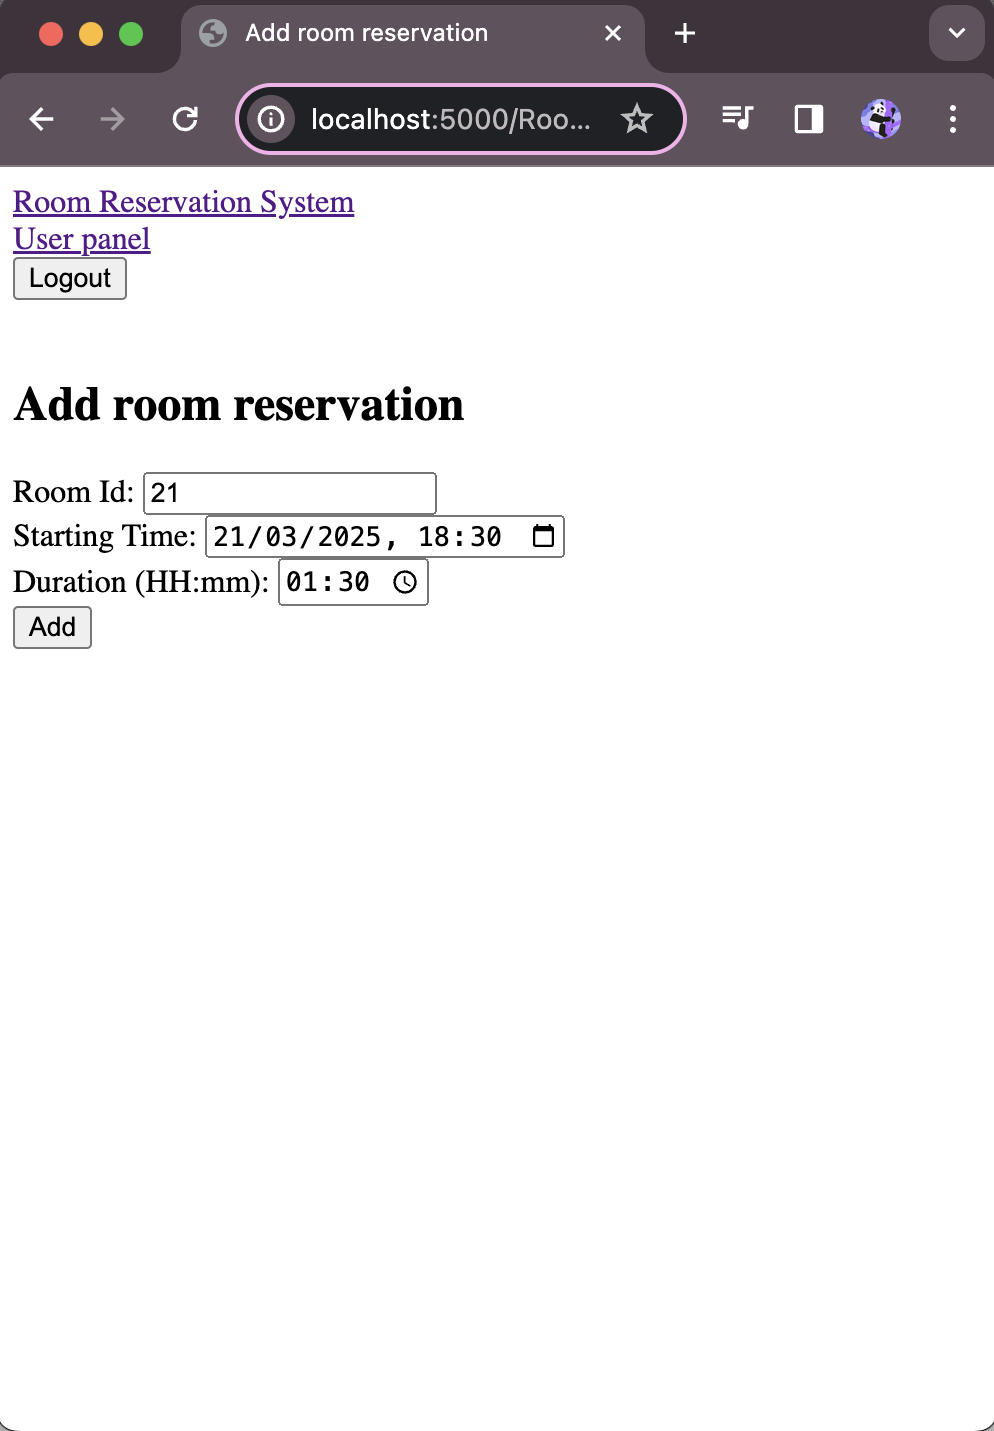 Add room reservation
localhost:5000/Roo...
Room Reservation System
User panel
Logout
Add room reservation
Room Id: 21
Starting Time: 21/03/2025, 18:30
Duration (HH:mm): 01:30
Add